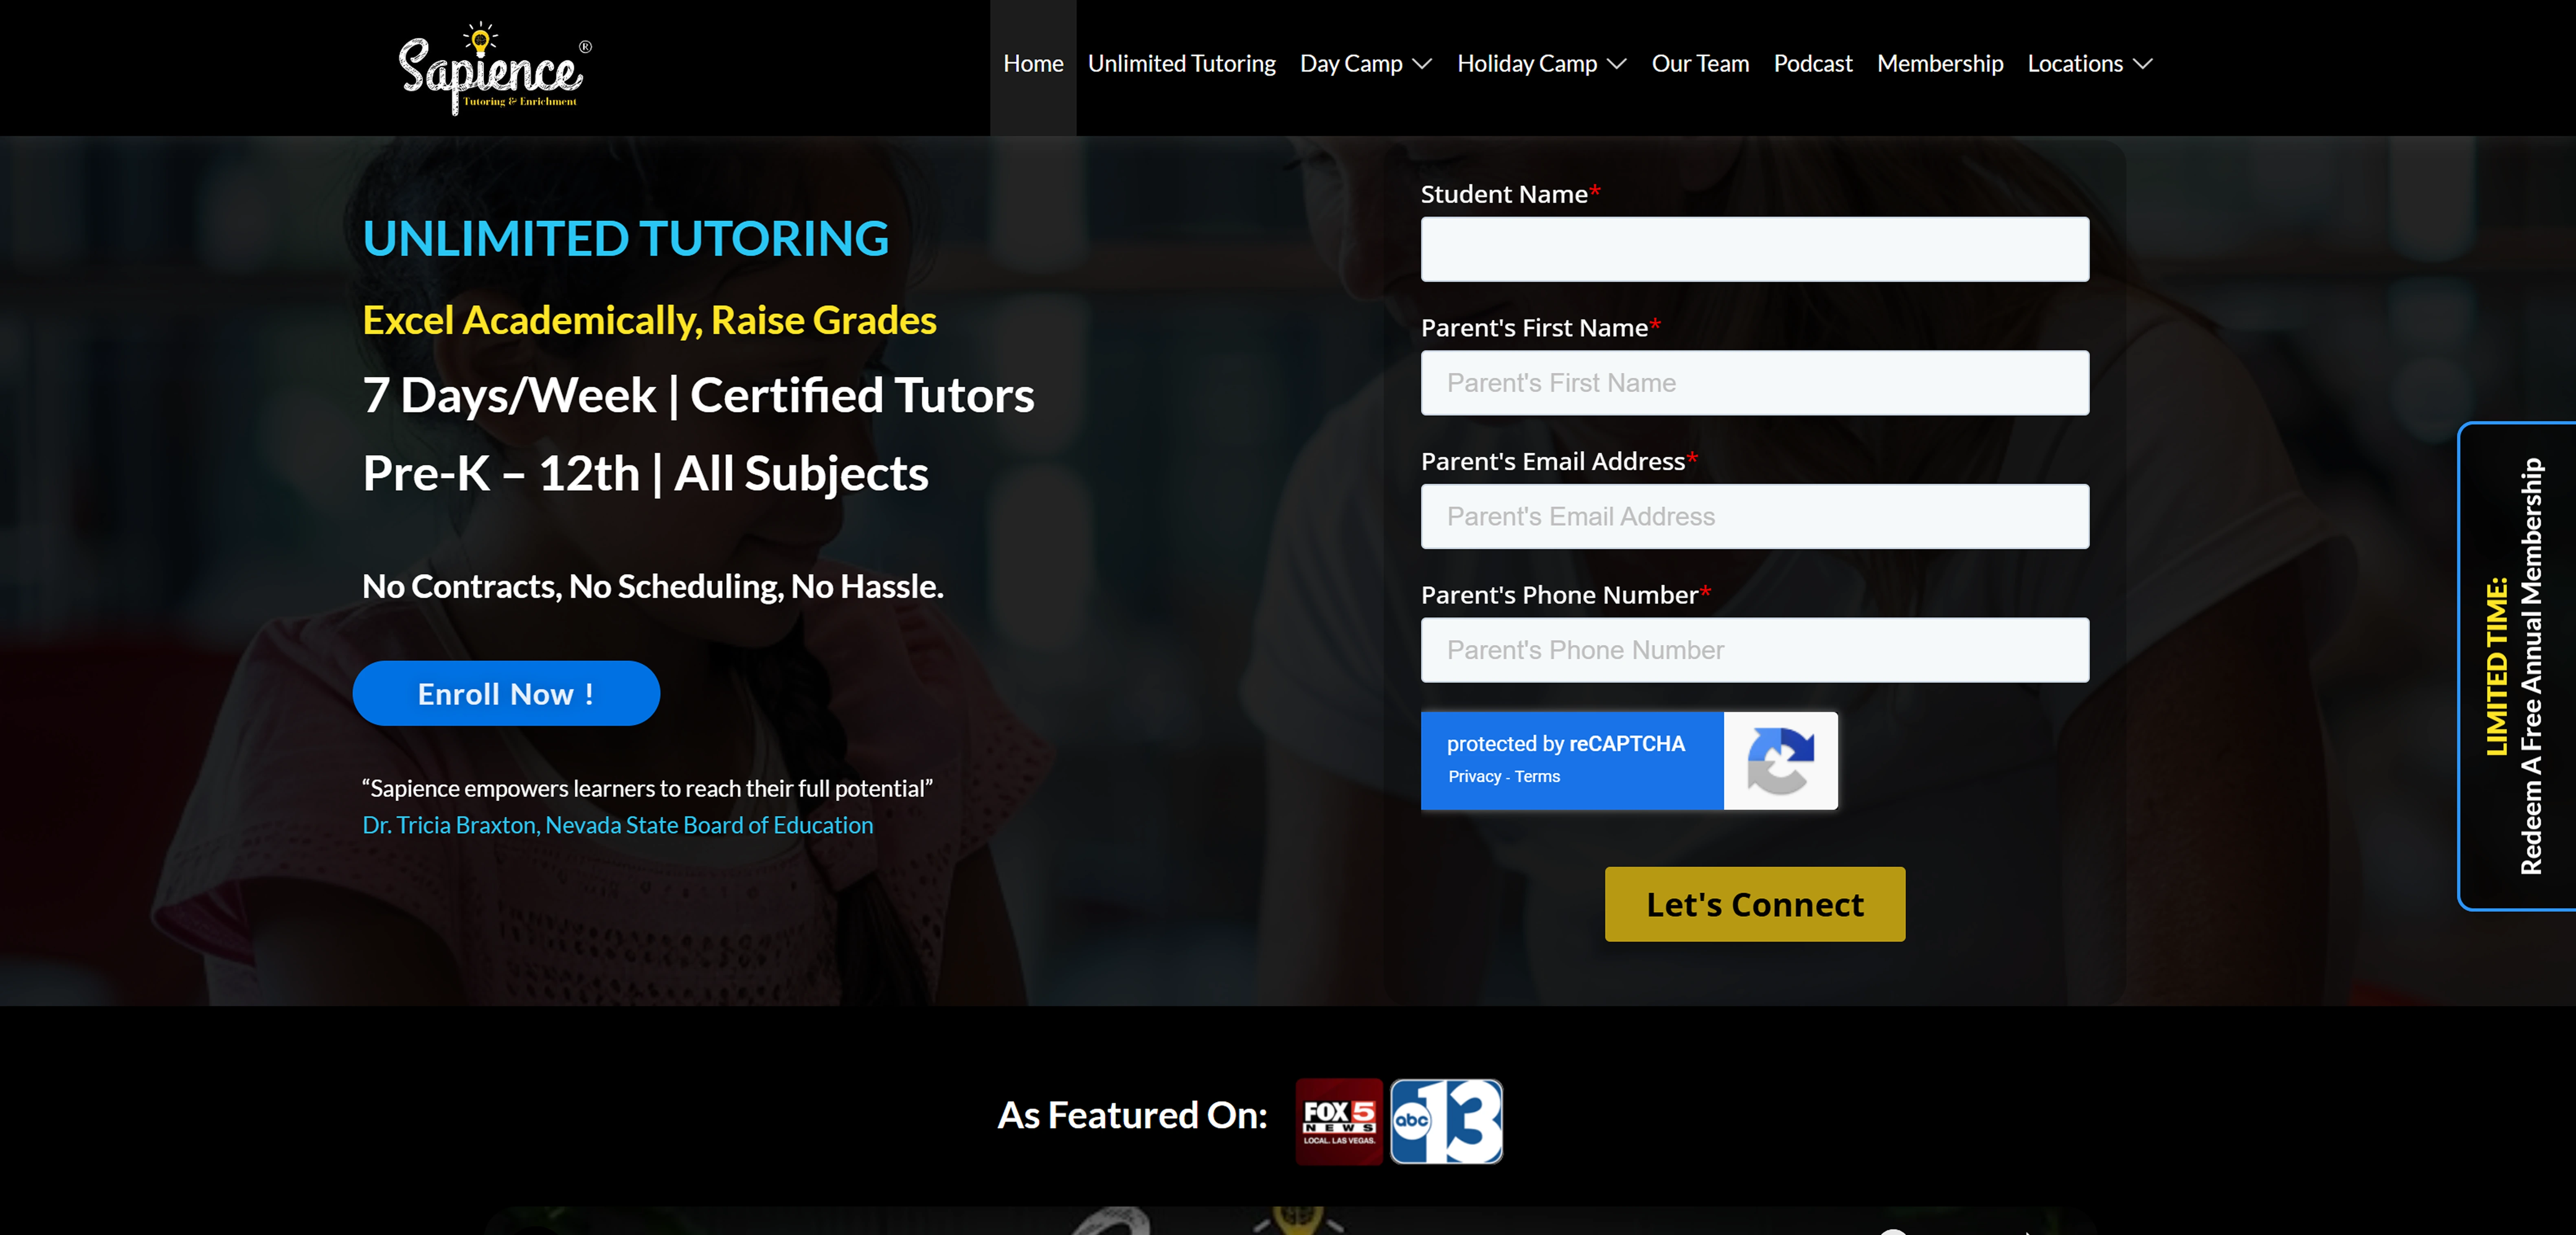 Sapience®
Tutoring & Enrichment
Home
Unlimited Tutoring
Day Camp
Holiday Camp
Our Team
Podcast
Membership
Locations
UNLIMITED TUTORING
Excel Academically, Raise Grades
7 Days/Week | Certified Tutors
Pre-K – 12th | All Subjects
No Contracts, No Scheduling, No Hassle.
Enroll Now !
“Sapience empowers learners to reach their full potential”
Dr. Tricia Braxton, Nevada State Board of Education
Student Name*
Parent's First Name*
Parent's First Name
Parent's Email Address*
Parent's Email Address
Parent's Phone Number*
Parent's Phone Number
protected by reCAPTCHA
Privacy - Terms
Let's Connect
LIMITED TIME:
Redeem A Free Annual Membership
As Featured On:
FOX 5
NEWS
LOCAL. LAS VEGAS.
abc 13